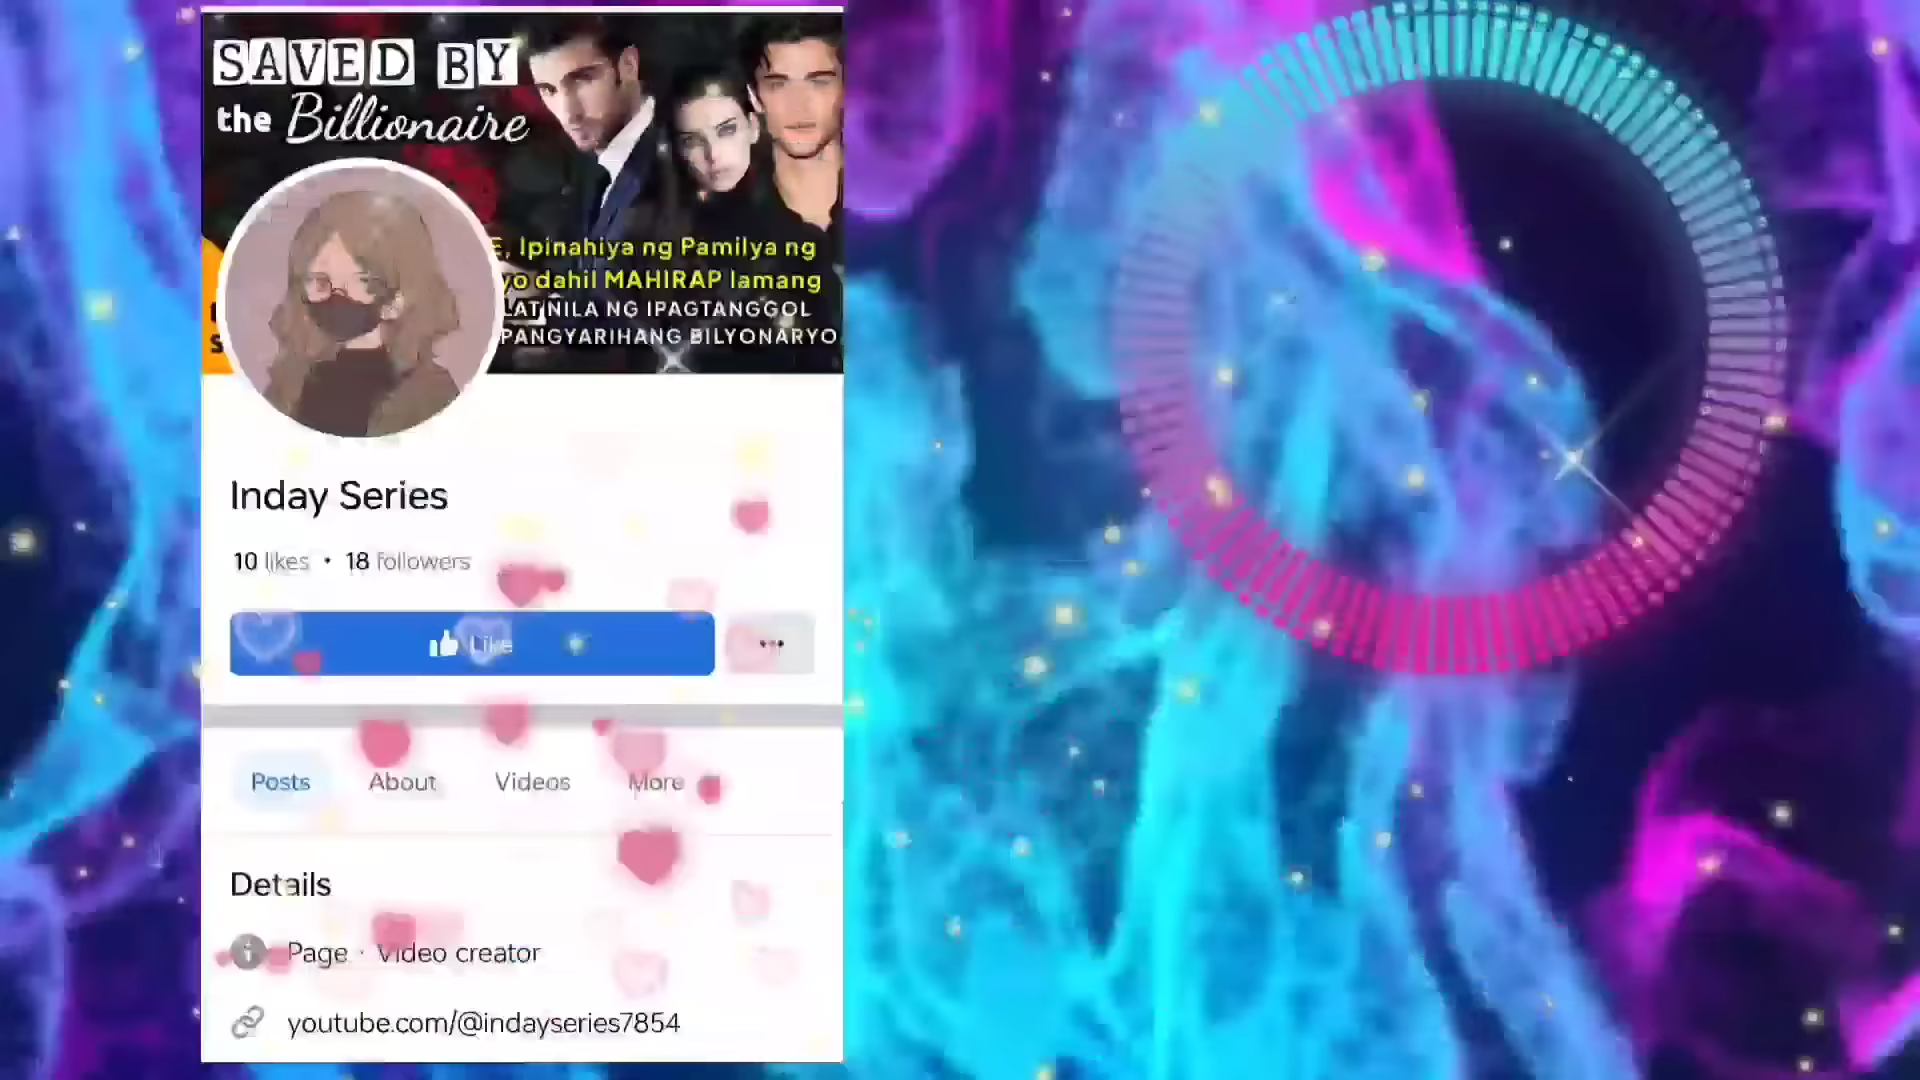 SAVED BY
the Billionaire
E, Ipinahiya ng Pamilya ng
yo dahil MAHIRAP lamang
LAT NILA NG IPAGTANGGOL
PANGYARIHANG BILYONARYO
Inday Series
10 likes • 18 followers
Like
Posts About Videos More
Details
Page · Video creator
youtube.com/@indayseries7854